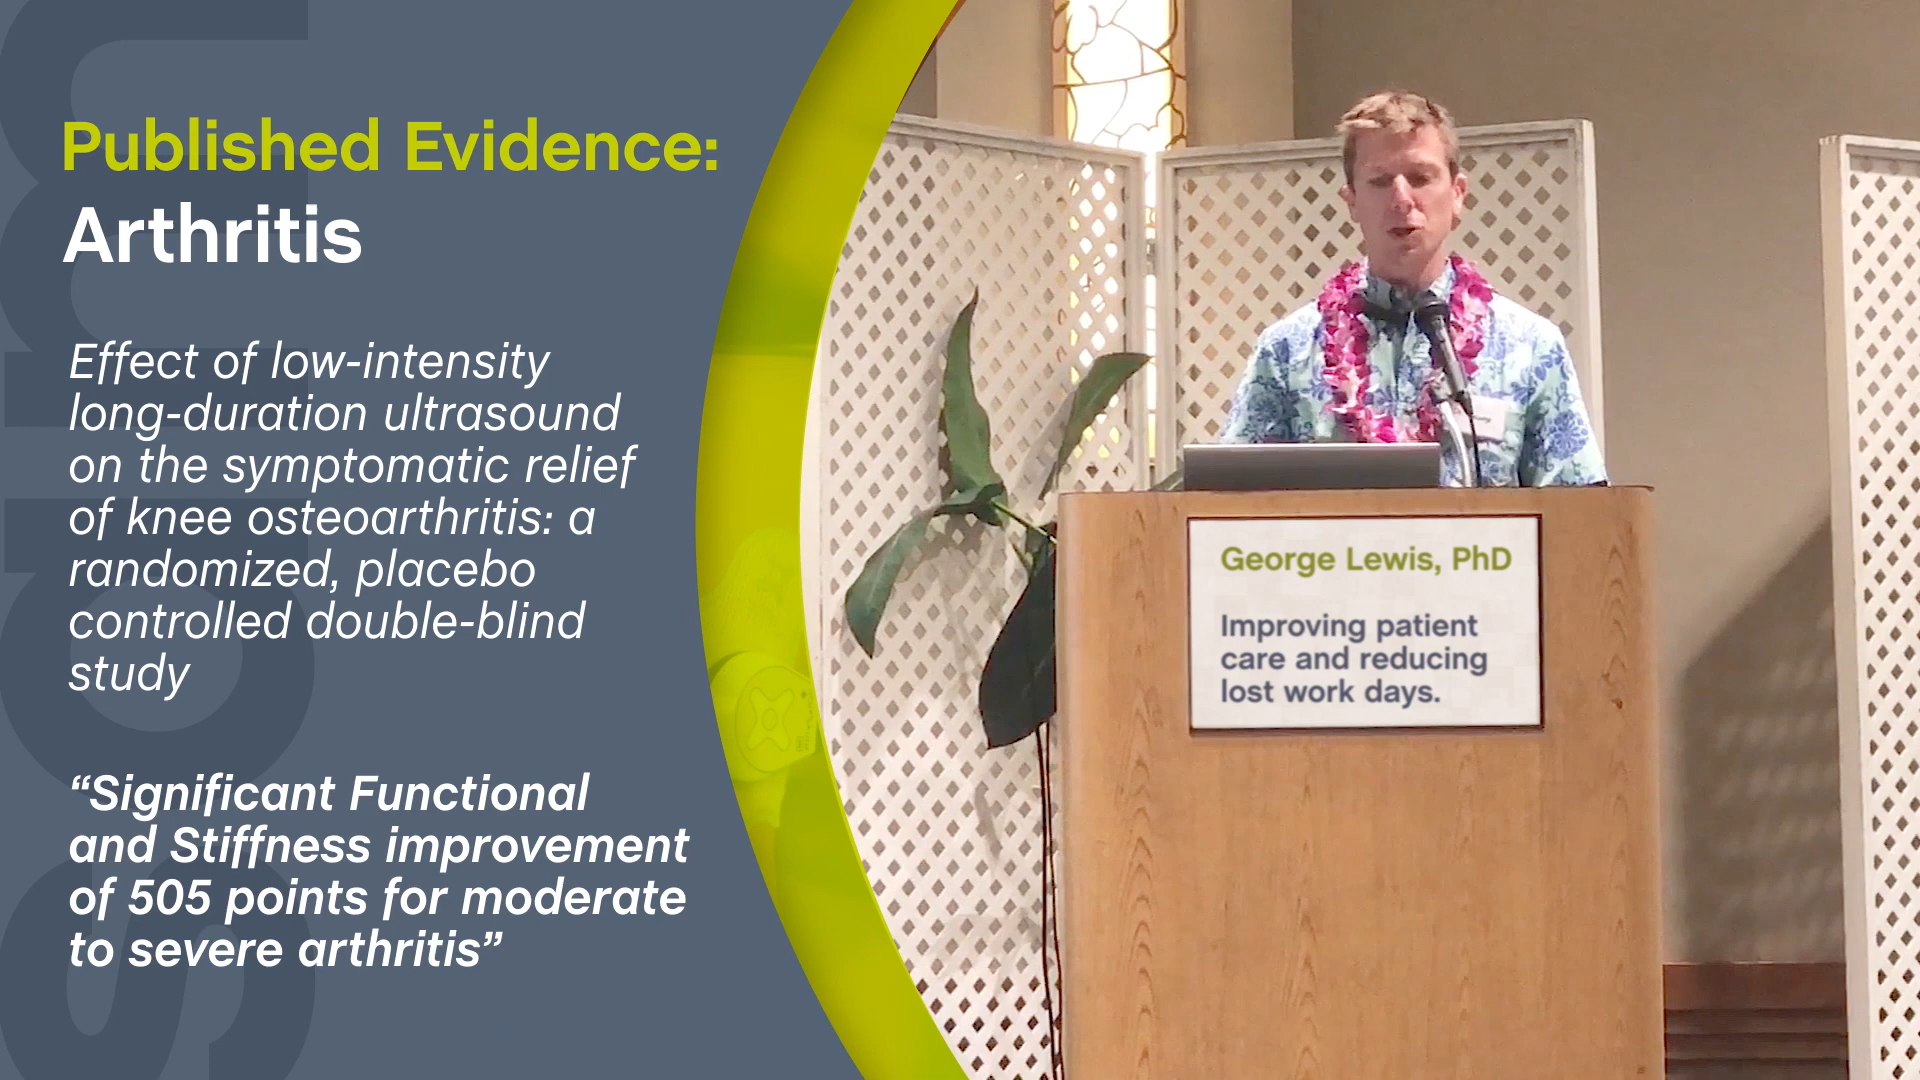 Published Evidence:
Arthritis
Effect of low-intensity
long-duration ultrasound
on the symptomatic relief
of knee osteoarthritis: a
randomized, placebo
controlled double-blind
study
“Significant Functional
and Stiffness improvement
of 505 points for moderate
to severe arthritis”
George Lewis, PhD
Improving patient
care and reducing
lost work days.